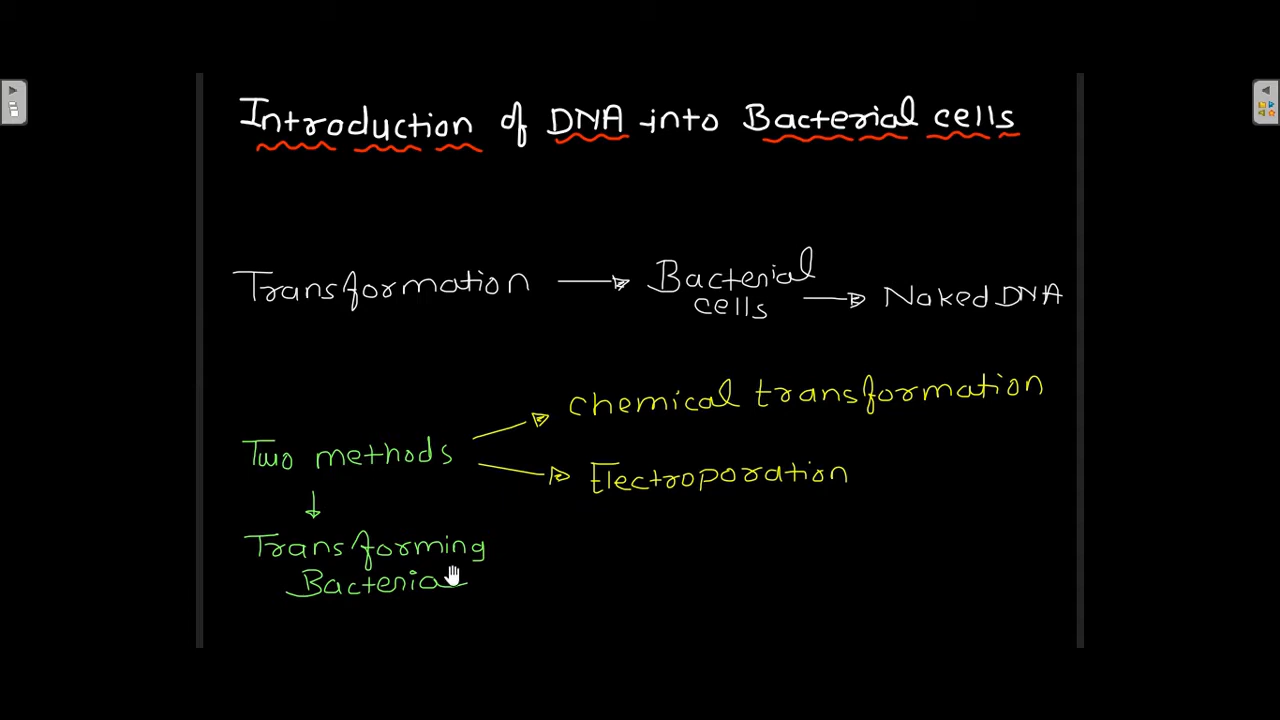 Introduction of DNA into Bacterial cells
Transformation → Bacterial
cells → Naked DNA
chemical transformation
Two methods
Electroporation
↓
Transforming
Bacteria